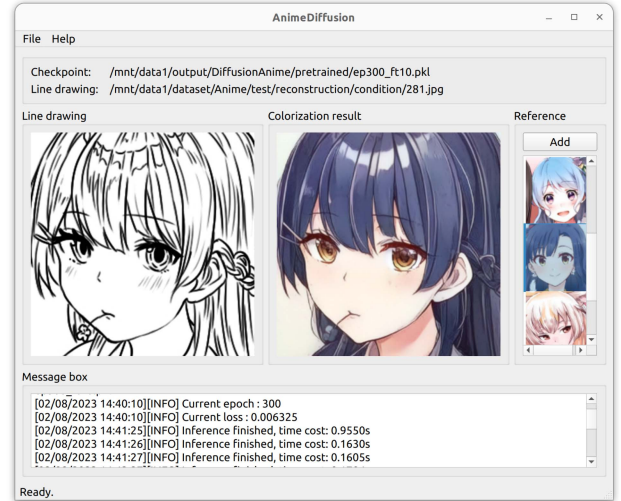 AnimeDiffusion
File Help
Checkpoint: /mnt/data1/output/DiffusionAnime/pretrained/ep300_ft10.pkl
Line drawing: /mnt/data1/dataset/Anime/test/reconstruction/condition/281.jpg
Line drawing Colorization result Reference
Add
Message box
[02/08/2023 14:40:10][INFO] Current epoch : 300
[02/08/2023 14:40:10][INFO] Current loss : 0.006325
[02/08/2023 14:41:25][INFO] Inference finished, time cost: 0.9550s
[02/08/2023 14:41:26][INFO] Inference finished, time cost: 0.1630s
[02/08/2023 14:41:27][INFO] Inference finished, time cost: 0.1605s
Ready.